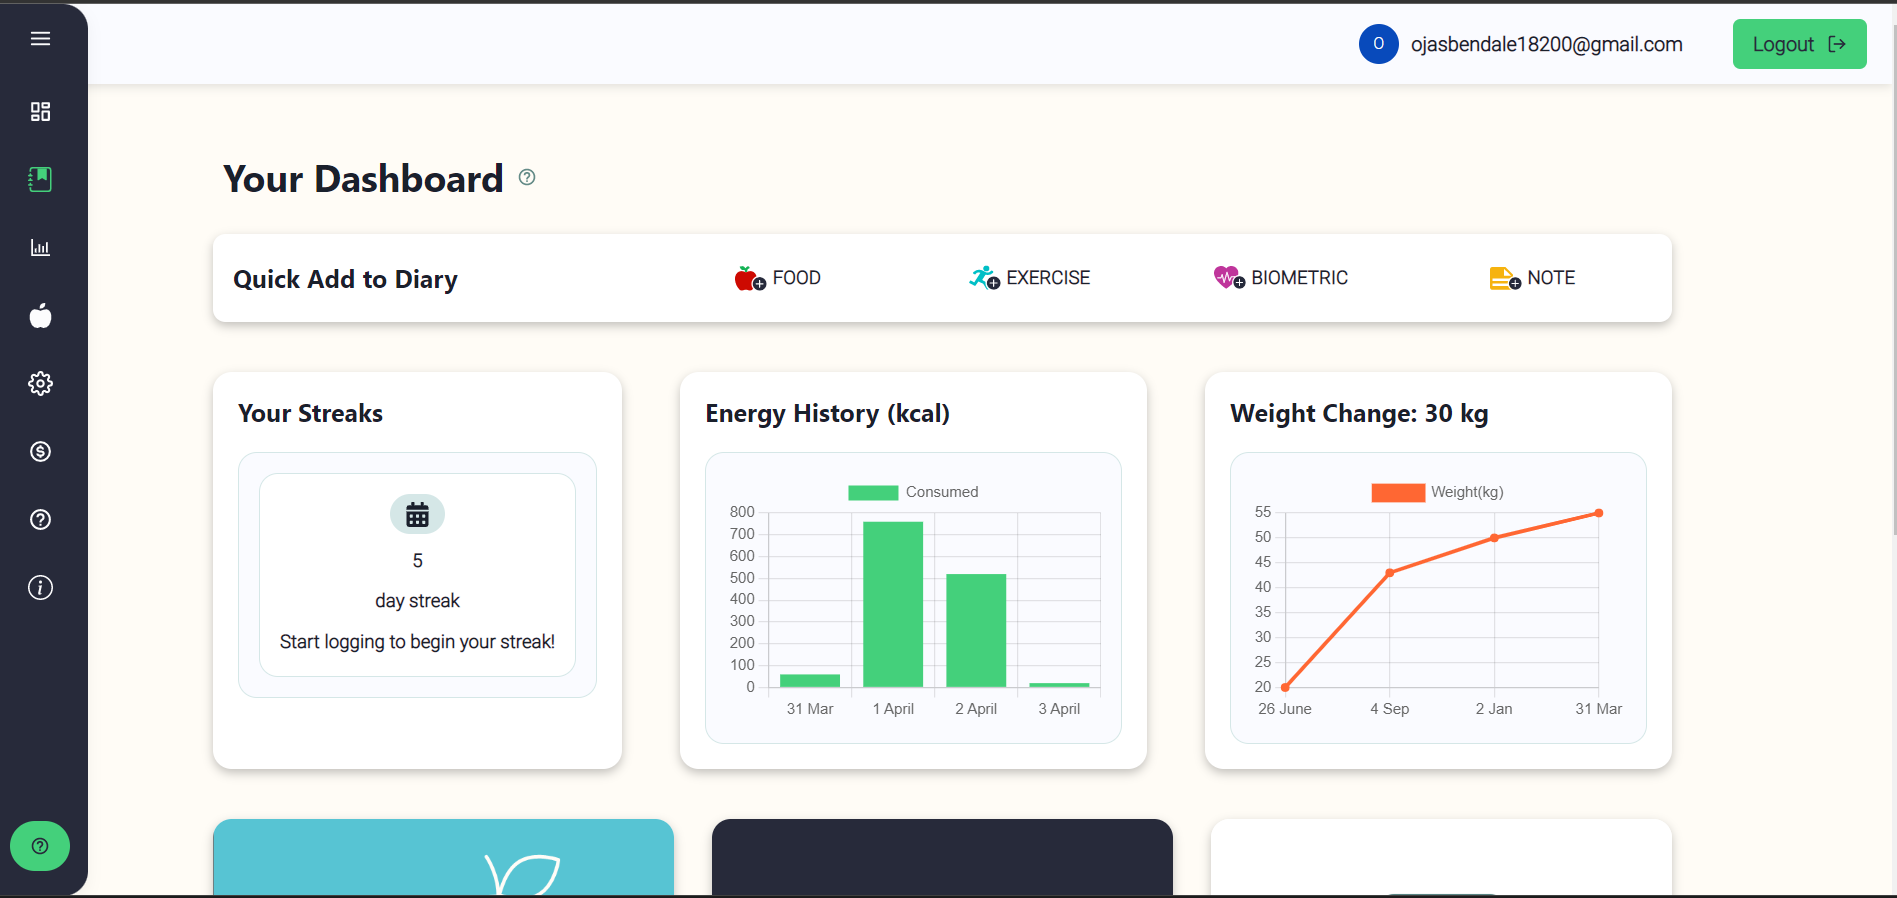 O ojasbendale18200@gmail.com Logout
Your Dashboard
Quick Add to Diary FOOD EXERCISE BIOMETRIC NOTE
Your Streaks
5
day streak
Start logging to begin your streak!
Energy History (kcal)
Consumed
800
700
600
500
400
300
200
100
0
31 Mar 1 April 2 April 3 April
Weight Change: 30 kg
Weight(kg)
55
50
45
40
35
30
25
20
26 June 4 Sep 2 Jan 31 Mar